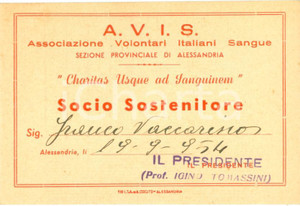 A. V. I. S.
Associazione Volontari Italiani Sangue
SEZIONE PROVINCIALE DI ALESSANDRIA
"Charitas Usque ad Sanguinem"
Socio Sostenitore
Sig. Franco Vaccarino
Alessandria, li 19-9-954
IL PRESIDENTE
IL PRESIDENTE
(Prof. IGINO TOMASSINI)